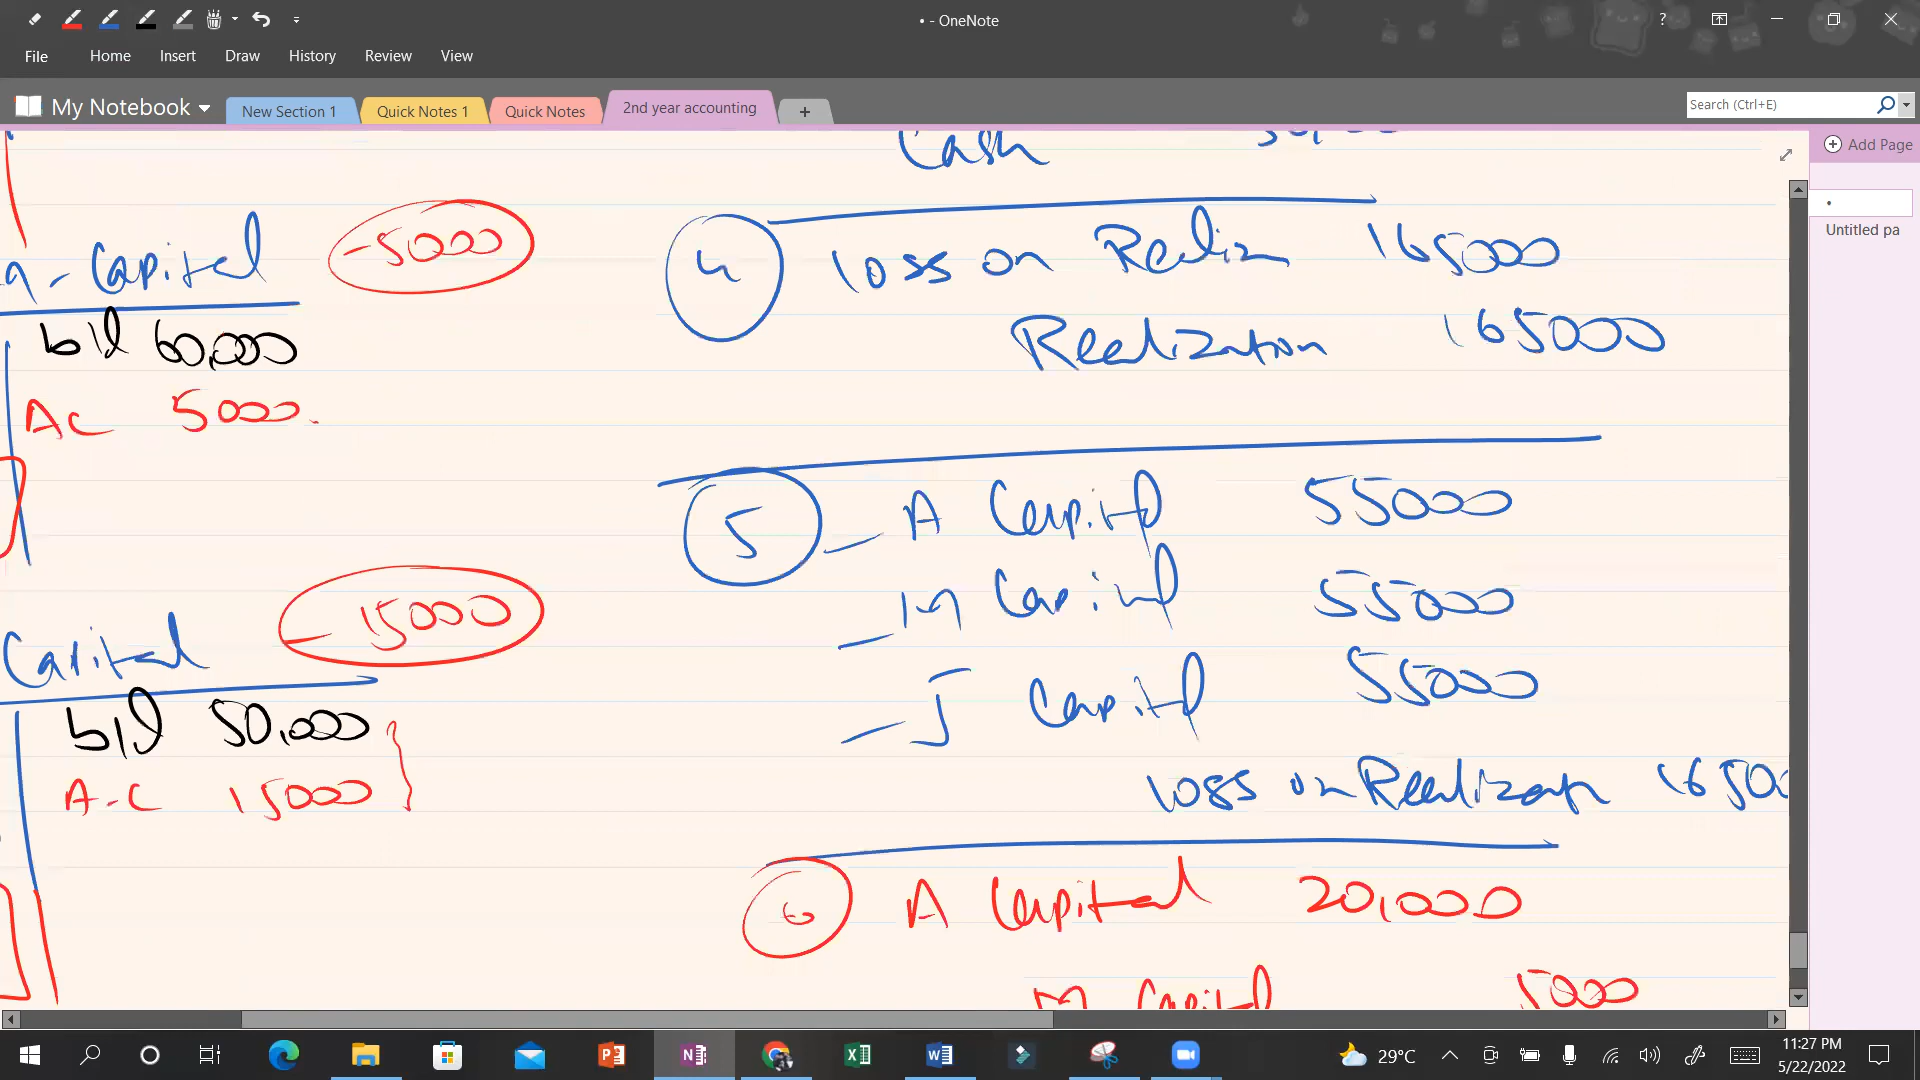 • - OneNote
?
File Home Insert Draw History Review View
My Notebook
New Section 1
Quick Notes 1
Quick Notes
2nd year accounting
+
Search (Ctrl+E)
Add Page
•
Untitled pa
Cash
Capital
-5000
b/d 60,000
AC 5000
4 loss on Realiz 165000
Realization 165000
5 A Capital 55000
M Capital 55000
J Capital 55000
loss on Realizatn
Capital
-15000
b/d 50,000
A-C 15000
6 A Capital 20,000
M Capital 5000
29°C
11:27 PM
5/22/2022